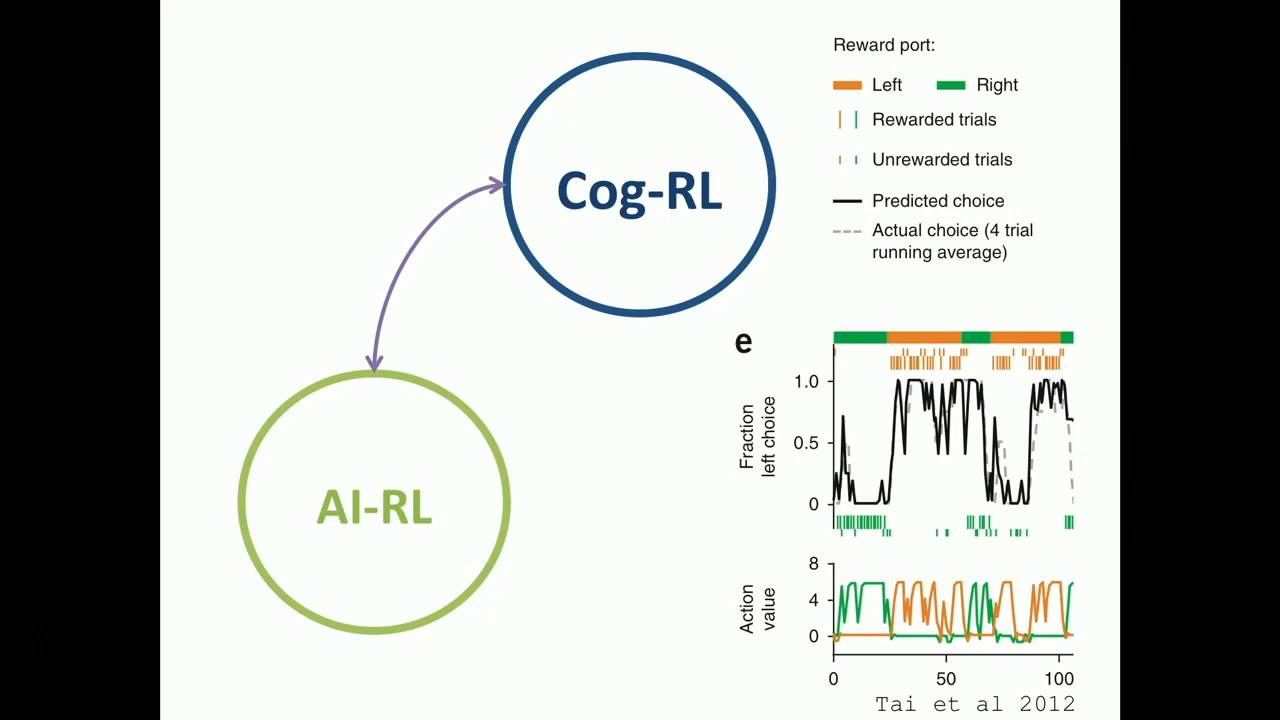 Cog-RL
AI-RL
Reward port:
Left Right
Rewarded trials
Unrewarded trials
Predicted choice
Actual choice (4 trial
running average)
e
Fraction
left choice
1.0
0.5
0
Action
value
8
4
0
0 50 100
Tai et al 2012